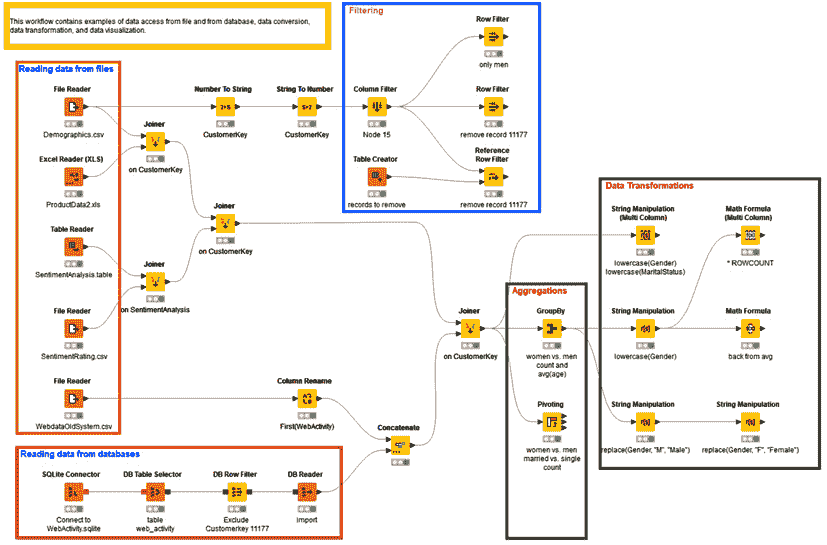 This workflow contains examples of data access from file and from database, data conversion,
data transformation, and data visualization.
Filtering
Row Filter
only men
Reading data from files
File Reader
Demographics.csv
Number To String
CustomerKey
String To Number
CustomerKey
Column Filter
Node 15
Row Filter
remove record 11177
Joiner
on CustomerKey
Excel Reader (XLS)
ProductData2.xls
Table Creator
records to remove
Reference
Row Filter
remove record 11177
Joiner
on CustomerKey
Table Reader
SentimentAnalysis.table
Joiner
on SentimentAnalysis
File Reader
SentimentRating.csv
Data Transformations
String Manipulation
(Multi Column)
lowercase(Gender)
lowercase(MaritalStatus)
Math Formula
(Multi Column)
* ROWCOUNT
Joiner
on CustomerKey
Aggregations
GroupBy
women vs. men
count and
avg(age)
String Manipulation
lowercase(Gender)
Math Formula
back from avg
File Reader
WebdataOldSystem.csv
Column Rename
First(WebActivity)
Concatenate
Pivoting
women vs. men
married vs. single
count
String Manipulation
replace(Gender, "M", "Male")
String Manipulation
replace(Gender, "F", "Female")
Reading data from databases
SQLite Connector
Connect to
WebActivity.sqlite
DB Table Selector
table
web_activity
DB Row Filter
Exclude
Customerkey 11177
DB Reader
Import